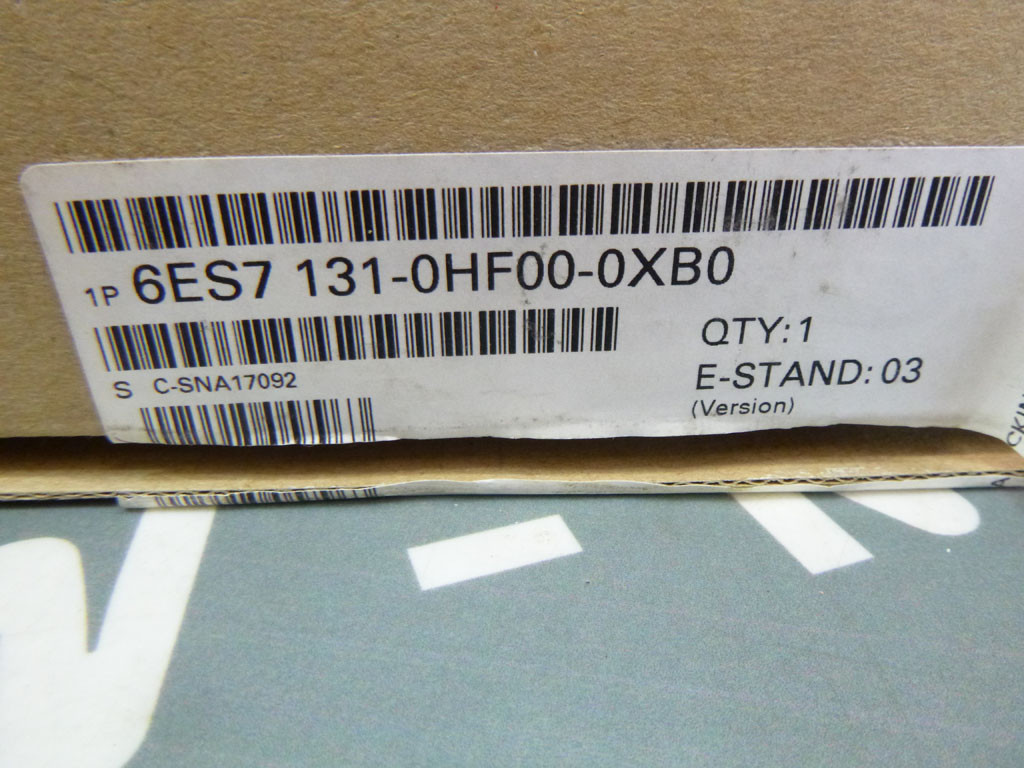 1P 6ES7 131-0HF00-0XB0
S C-SNA17092
QTY: 1
E-STAND: 03
(Version)